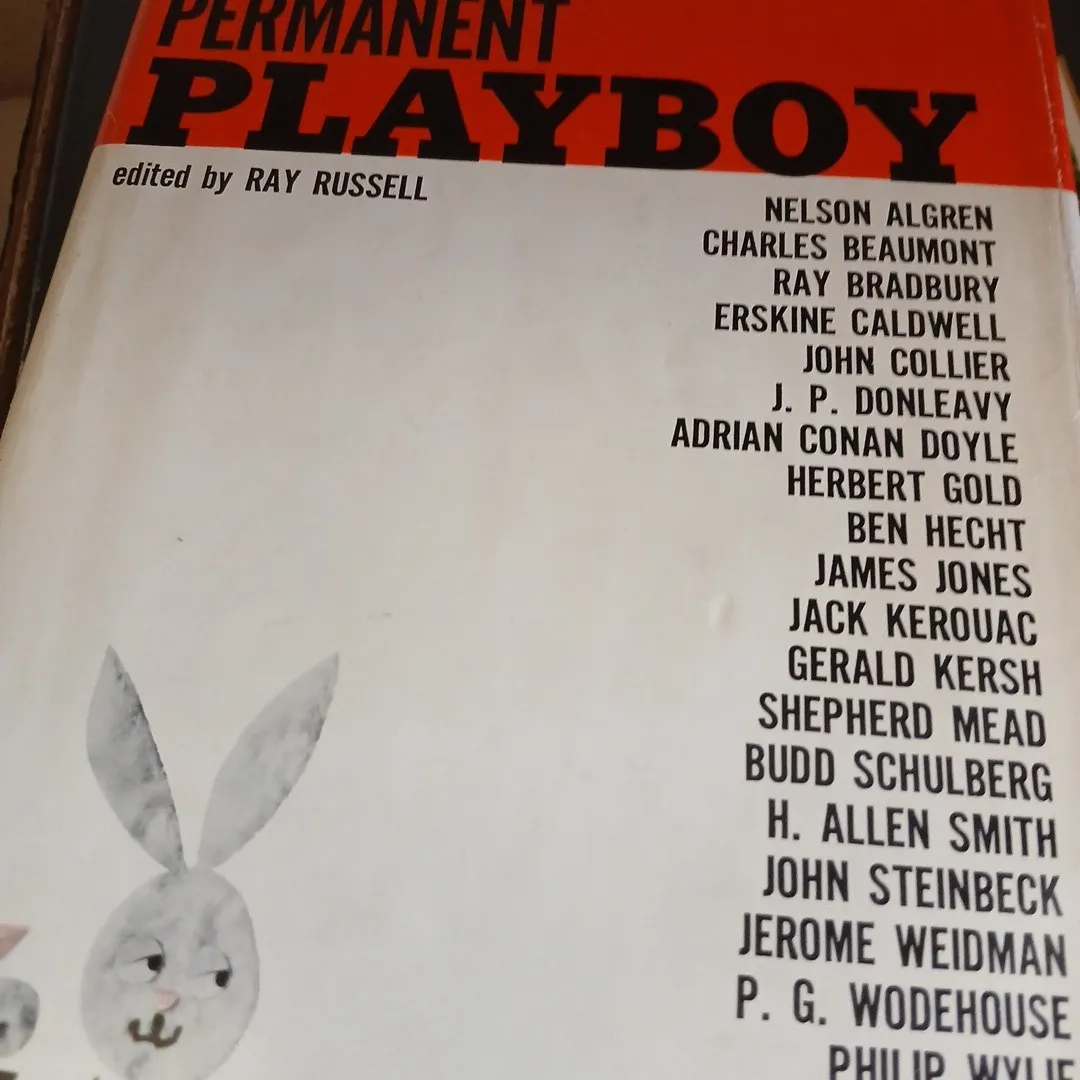 PERMANENT
PLAYBOY
edited by RAY RUSSELL
NELSON ALGREN
CHARLES BEAUMONT
RAY BRADBURY
ERSKINE CALDWELL
JOHN COLLIER
J. P. DONLEAVY
ADRIAN CONAN DOYLE
HERBERT GOLD
BEN HECHT
JAMES JONES
JACK KEROUAC
GERALD KERSH
SHEPHERD MEAD
BUDD SCHULBERG
H. ALLEN SMITH
JOHN STEINBECK
JEROME WEIDMAN
P. G. WODEHOUSE
PHILIP WYLIE